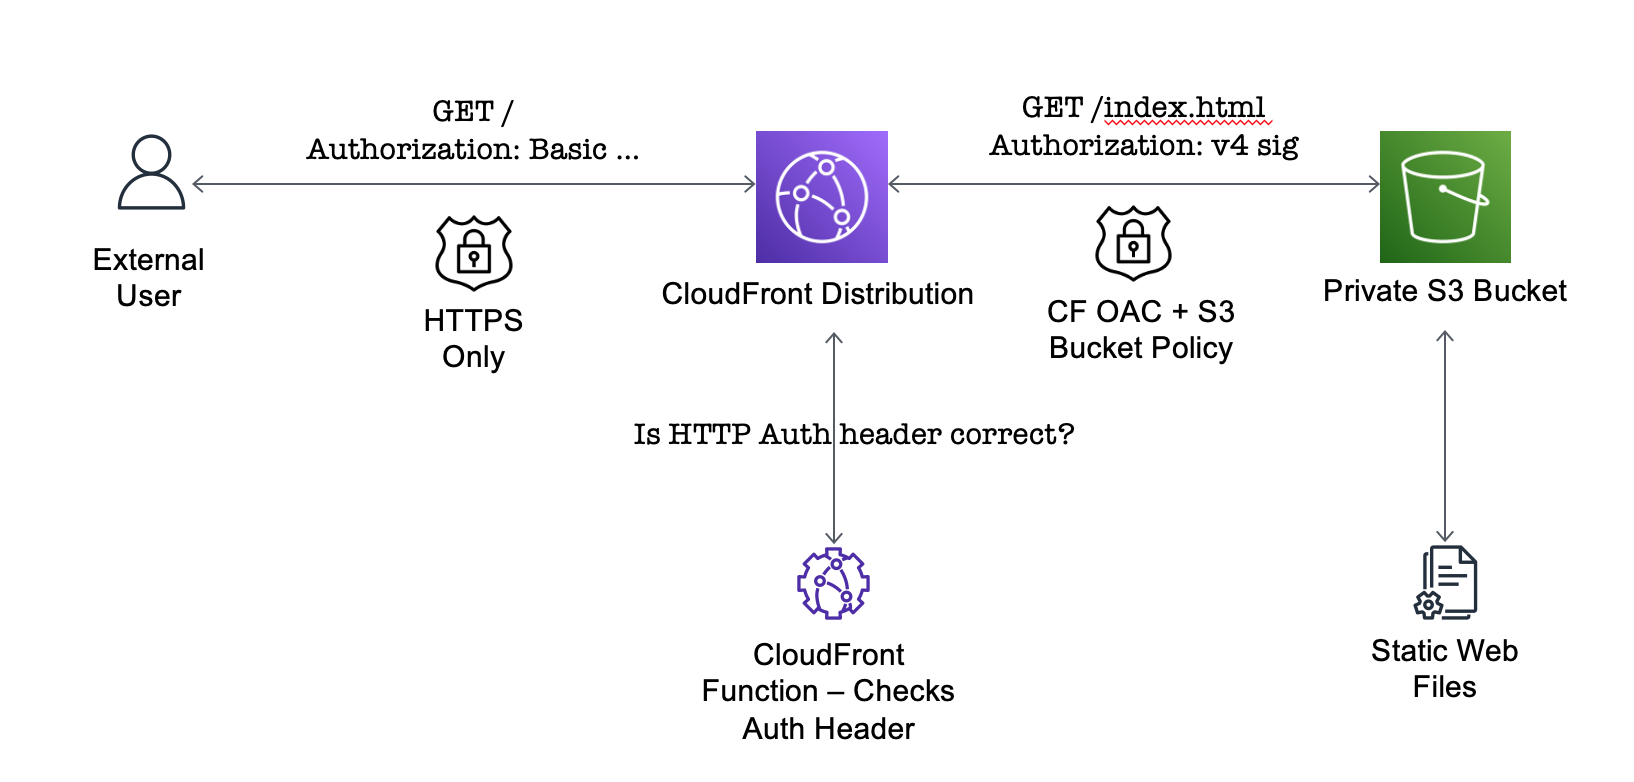 GET /
Authorization: Basic ...
GET /index.html
Authorization: v4 sig
External
User
HTTPS
Only
CloudFront Distribution
CF OAC + S3
Bucket Policy
Private S3 Bucket
Is HTTP Auth header correct?
CloudFront
Function – Checks
Auth Header
Static Web
Files